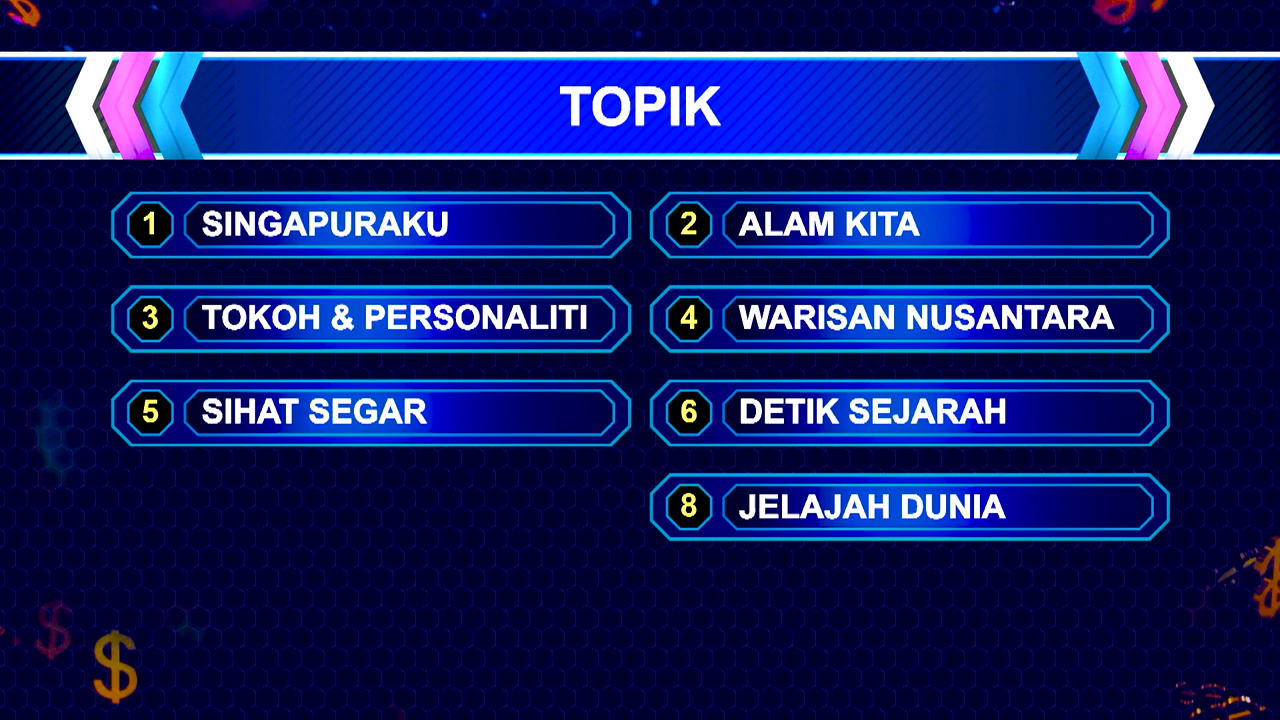 TOPIK
1 SINGAPURAKU
2 ALAM KITA
3 TOKOH & PERSONALITI
4 WARISAN NUSANTARA
5 SIHAT SEGAR
6 DETIK SEJARAH
8 JELAJAH DUNIA